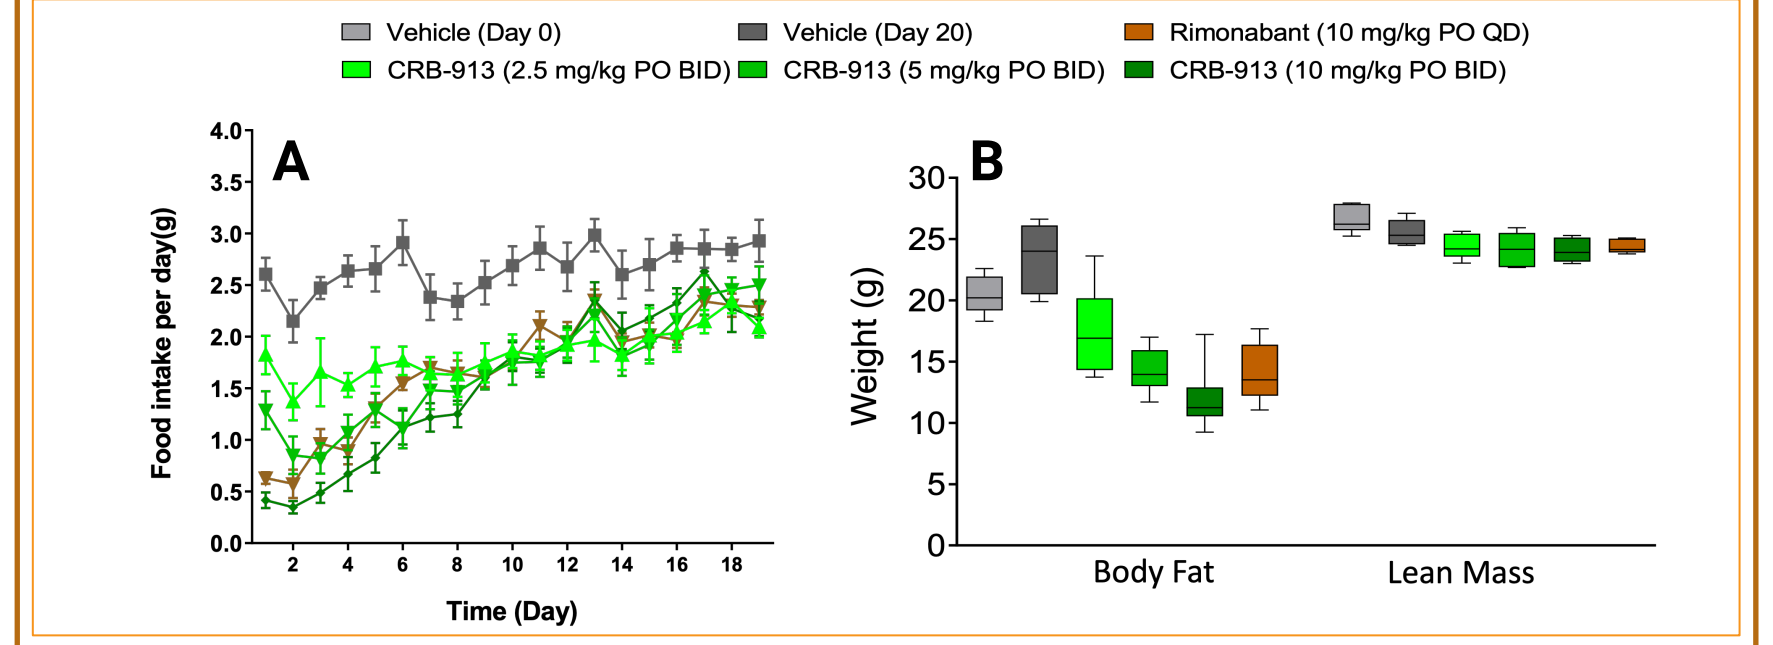 Vehicle (Day 0) Vehicle (Day 20) Rimonabant (10 mg/kg PO QD)
CRB-913 (2.5 mg/kg PO BID) CRB-913 (5 mg/kg PO BID) CRB-913 (10 mg/kg PO BID)
A
4.0
3.5
3.0
2.5
2.0
1.5
1.0
0.5
0.0
Food intake per day(g)
2 4 6 8 10 12 14 16 18
Time (Day)
B
30
25
20
15
10
5
0
Weight (g)
Body Fat Lean Mass